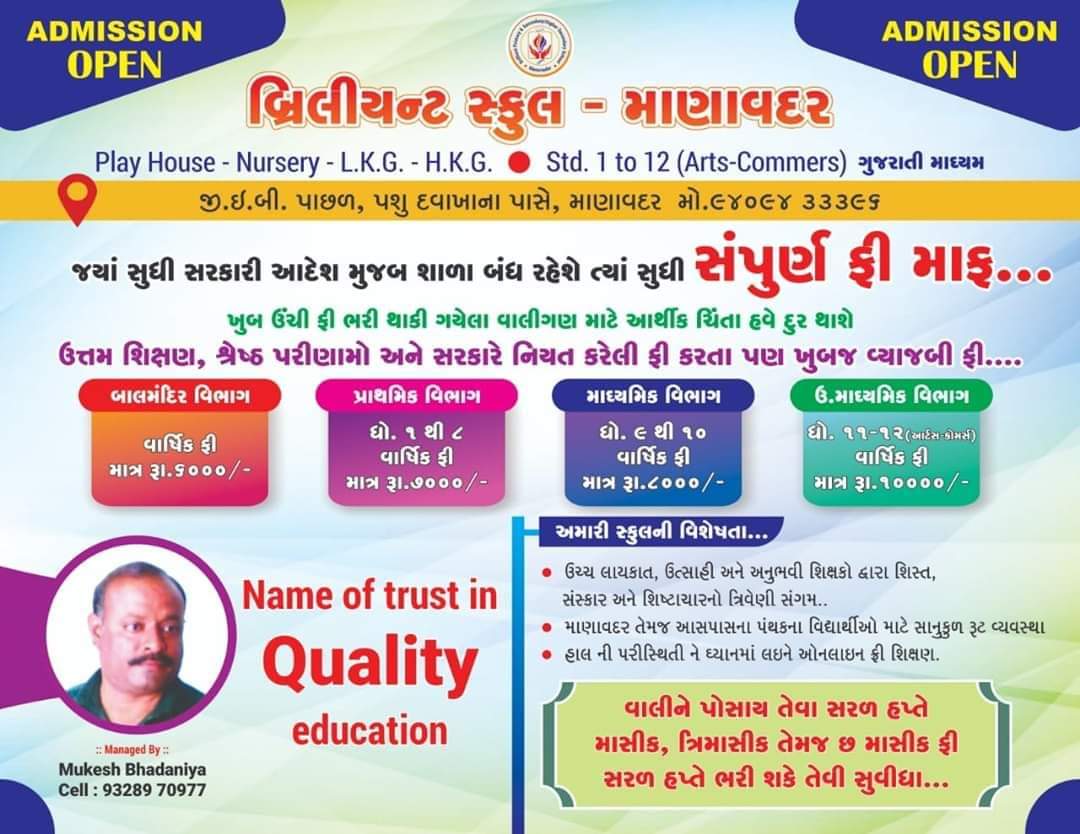 ADMISSION
OPEN
ADMISSION
OPEN
બ્રિલીયન્ટ સ્કુલ - માણાવદર
Play House - Nursery - L.K.G. - H.K.G. ● Std. 1 to 12 (Arts-Commers) ગુજરાતી માધ્યમ
જી.ઈ.બી. પાછળ, પશુ દવાખાના પાસે, માણાવદર મો.૯૪૦૯૪ ૩૩૩૯૬
જયાં સુધી સરકારી આદેશ મુજબ શાળા બંધ રહેશે ત્યાં સુધી સંપુર્ણ ફી માફ...
ખુબ ઉંચી ફી ભરી થાકી ગયેલા વાલીગણ માટે આર્થીક ચિંતા હવે દુર થાશે
ઉત્તમ શિક્ષણ, શ્રેષ્ઠ પરીણામો અને સરકારે નિયત કરેલી ફી કરતા પણ ખુબજ વ્યાજબી ફી....
બાલમંદિર વિભાગ
વાર્ષિક ફી
માત્ર રૂા.૬૦૦૦/-
પ્રાથમિક વિભાગ
ધો. ૧ થી ૮
વાર્ષિક ફી
માત્ર રૂા.૭૦૦૦/-
માધ્યમિક વિભાગ
ધો. ૯ થી ૧૦
વાર્ષિક ફી
માત્ર રૂા.૮૦૦૦/-
ઉ.માધ્યમિક વિભાગ
ધો. ૧૧-૧૨(આર્ટસ-કોમર્સ)
વાર્ષિક ફી
માત્ર રૂા.૧૦૦૦૦/-
Name of trust in
Quality
education
:: Managed By ::
Mukesh Bhadaniya
Cell : 93289 70977
અમારી સ્કુલની વિશેષતા...
● ઉચ્ચ લાયકાત, ઉત્સાહી અને અનુભવી શિક્ષકો દ્વારા શિસ્ત,
સંસ્કાર અને શિષ્ટાચારનો ત્રિવેણી સંગમ..
● માણાવદર તેમજ આસપાસના પંથકના વિદ્યાર્થીઓ માટે સાનુકુળ રૂટ વ્યવસ્થા
● હાલ ની પરીસ્થિતી ને ધ્યાનમાં લઇને ઓનલાઇન ફ્રી શિક્ષણ.
વાલીને પોસાય તેવા સરળ હપ્તે
માસીક, ત્રિમાસીક તેમજ છ માસીક ફી
સરળ હપ્તે ભરી શકે તેવી સુવીધા...